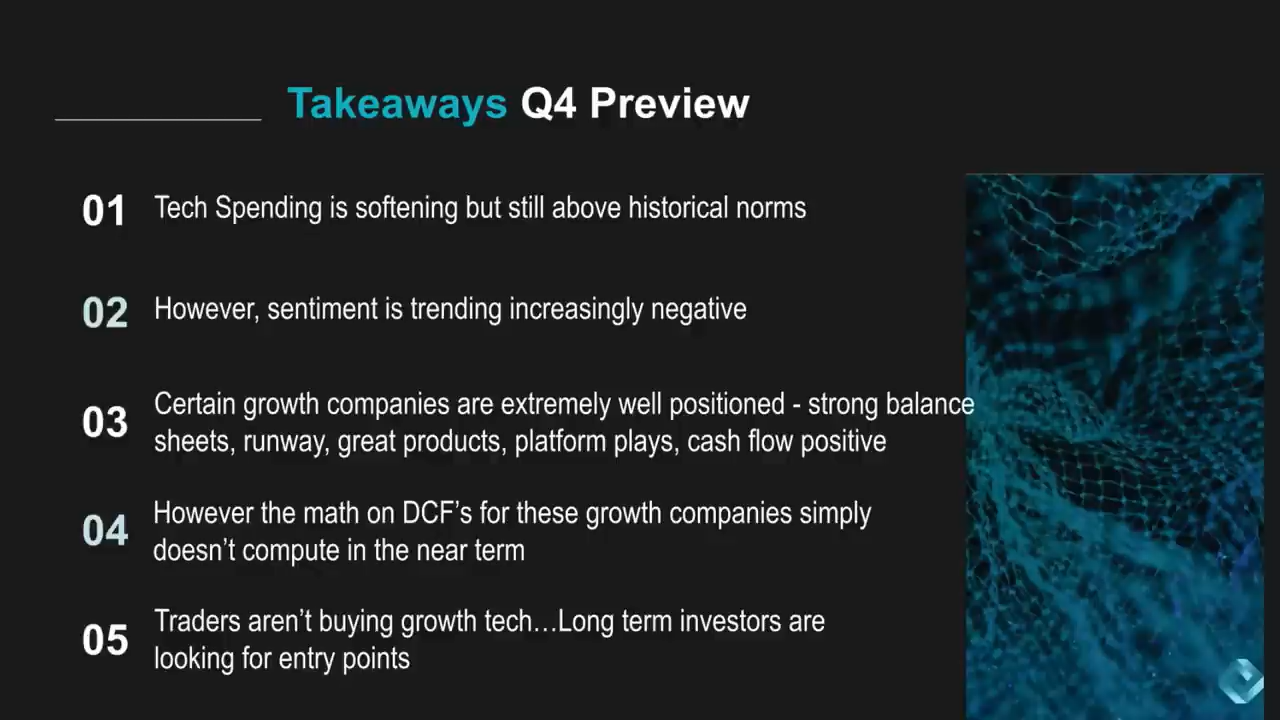 Takeaways Q4 Preview
01 Tech Spending is softening but still above historical norms
02 However, sentiment is trending increasingly negative
03 Certain growth companies are extremely well positioned - strong balance
sheets, runway, great products, platform plays, cash flow positive
04 However the math on DCF’s for these growth companies simply
doesn’t compute in the near term
05 Traders aren’t buying growth tech…Long term investors are
looking for entry points